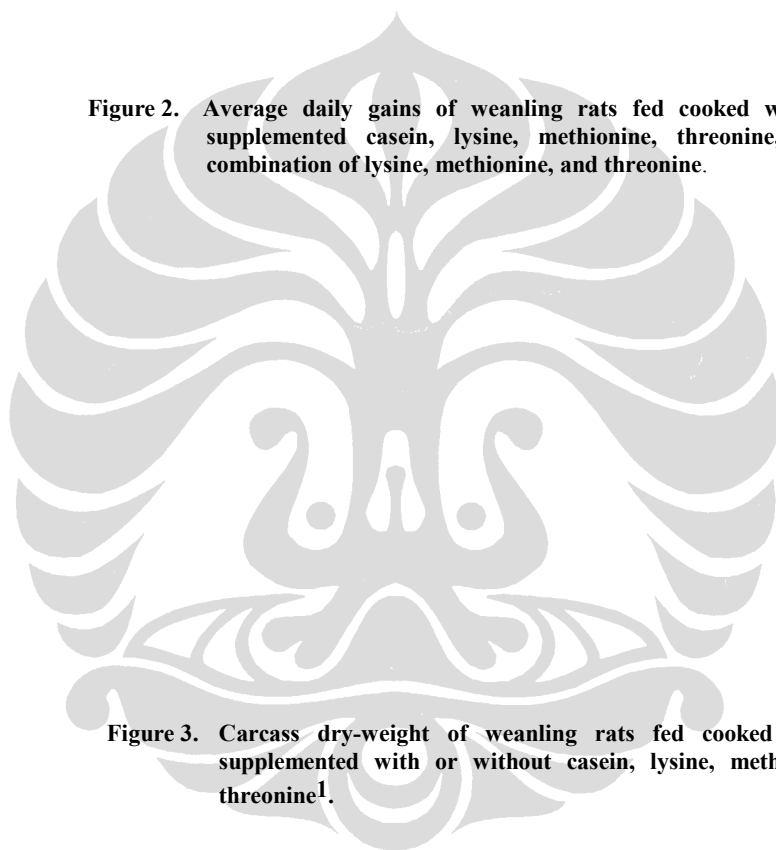 Figure 2. Average daily gains of weanling rats fed cooked
supplemented casein, lysine, methionine, threonine,
combination of lysine, methionine, and threonine.
Figure 3. Carcass dry-weight of weanling rats fed cooked
supplemented with or without casein, lysine,
threonine1.